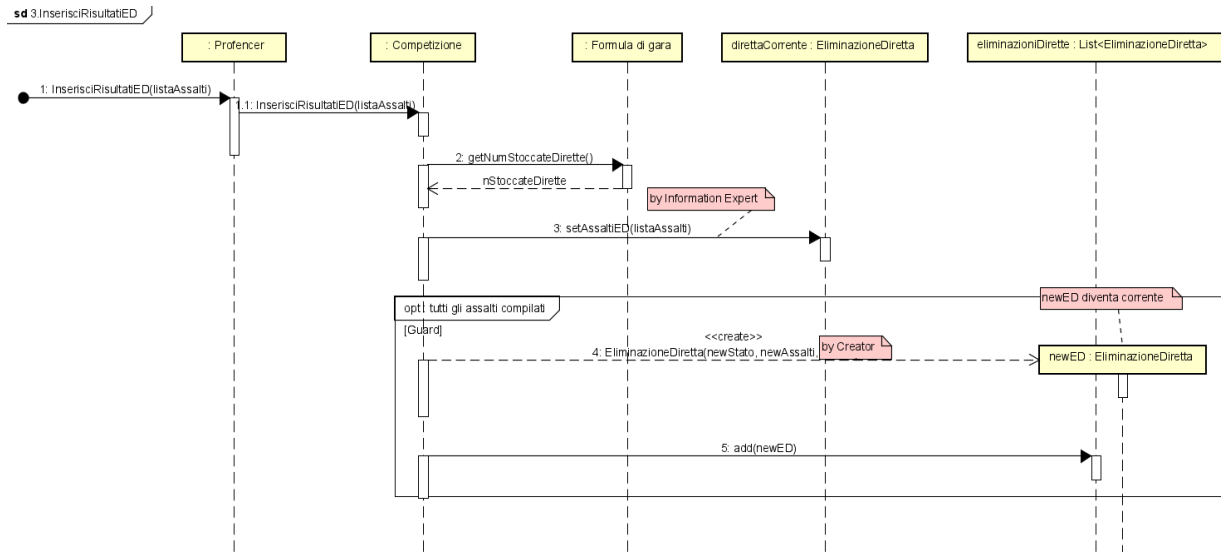 sd 3.InserisciRisultatiED
: Profencer
: Competizione
: Formula di gara
direttaCorrente : EliminazioneDiretta
eliminazioniDirette : List<EliminazioneDiretta>
1: InserisciRisultatiED(listaAssalti)
1.1: InserisciRisultatiED(listaAssalti)
2: getNumStoccateDirette()
nStoccateDirette
by Information Expert
3: setAssaltiED(listaAssalti)
opt: tutti gli assalti compilati
newED diventa corrente
[Guard]
<<create>>
4: EliminazioneDiretta(newStato, newAssalti,
by Creator
newED : EliminazioneDiretta
5: add(newED)